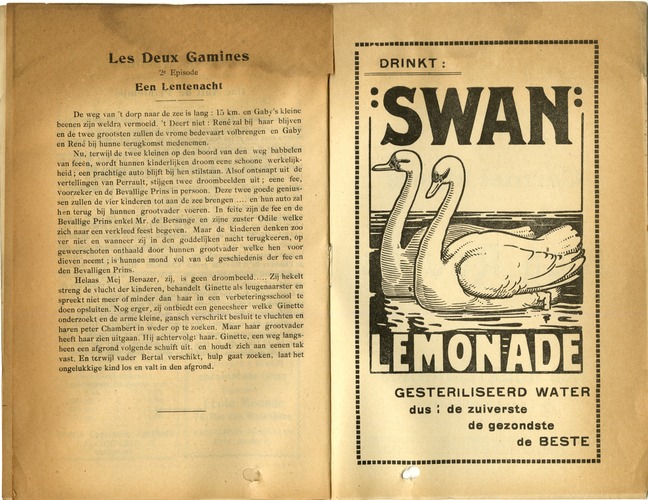 Les Deux Gamines
2e Episode
Een Lentenacht
De weg van 't dorp naar de zee is lang : 15 km. en Gaby's kleine
beenen zijn weldra vermoeid. 't Deert niet : René zal bij haar blijven
en de twee grootsten zullen de vrome bedevaart volbrengen en Gaby
en René bij hunne terugkomst medenemen.
Nu, terwijl de twee kleinen op den boord van den weg babbelen
van feeën, wordt hunnen kinderlijken droom eene schoone werkelijk-
heid ; een prachtige auto blijft bij hen stilstaan. Alsof ontsnapt uit de
vertellingen van Perrault, stijgen twee droombeelden uit ; eene fee,
voorzeker en de Bevallige Prins in persoon. Deze twee goede genius-
sen zullen de vier kinderen tot aan de zee brengen .... en hun auto zal
hen terug bij hunnen grootvader voeren. In feite zijn de fee en de
Bevallige Prins enkel Mr. de Bersange en zijne zuster Odile welke
zich naar een verkleed feest begeven. Maar de kinderen denken zoo
ver niet en wanneer zij in den goddelijken nacht terugkeeren, op
geweerschoten onthaald door hunner grootvader welke hen voor
dieven neemt ; is hunnen mond vol van de geschiedenis der fee en
den Bevalligen Prins.
Helaas Mej Benazer, zij, is geen droombeeld..... Zij hekelt
streng de vlucht der kinderen, behandelt Ginette als leugenaarster en
spreekt niet meer of minder dan haar in een verbeteringsschool te
doen opsluiten. Nog erger, zij ontbiedt een geneesheer welke Ginette
onderzoekt en de arme kleine, gansch verschrikt besluit te vluchten en
haren peter Chambert in weder op te zoeken. Maar haar grootvader
heeft haar zien uitgaan. Hij achtervolgt haar. Ginette, een weg langs-
heen een afgrond volgende schuift uit. en houdt zich aan eenen tak
vast. En terwijl vader Bertal verschikt, hulp gaat zoeken, laat het
ongelukkige kind los en valt in den afgrond.
DRINKT :
:SWAN:
LEMONADE
GESTERILISEERD WATER
dus : de zuiverste
de gezondste
de BESTE